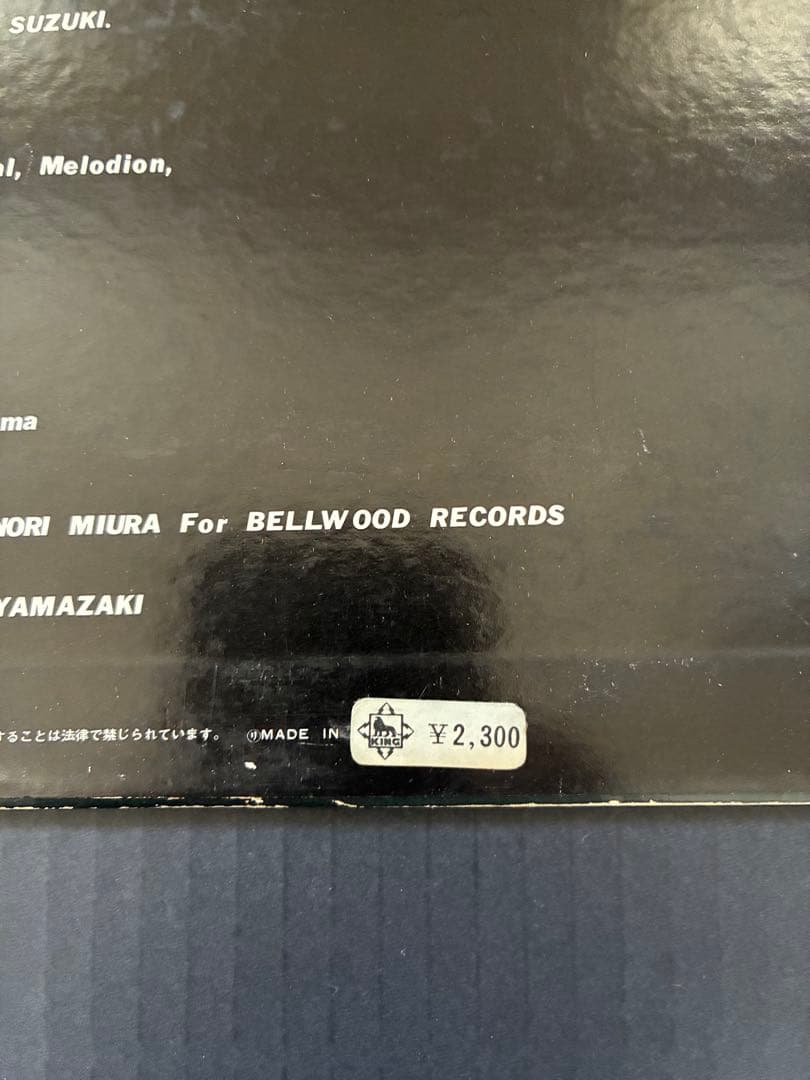 SUZUKI.
al, Melodion,
ma
NORI MIURA For BELLWOOD RECORDS
YAMAZAKI
することは法律で禁じられています。 MADE IN
KING ¥2,300